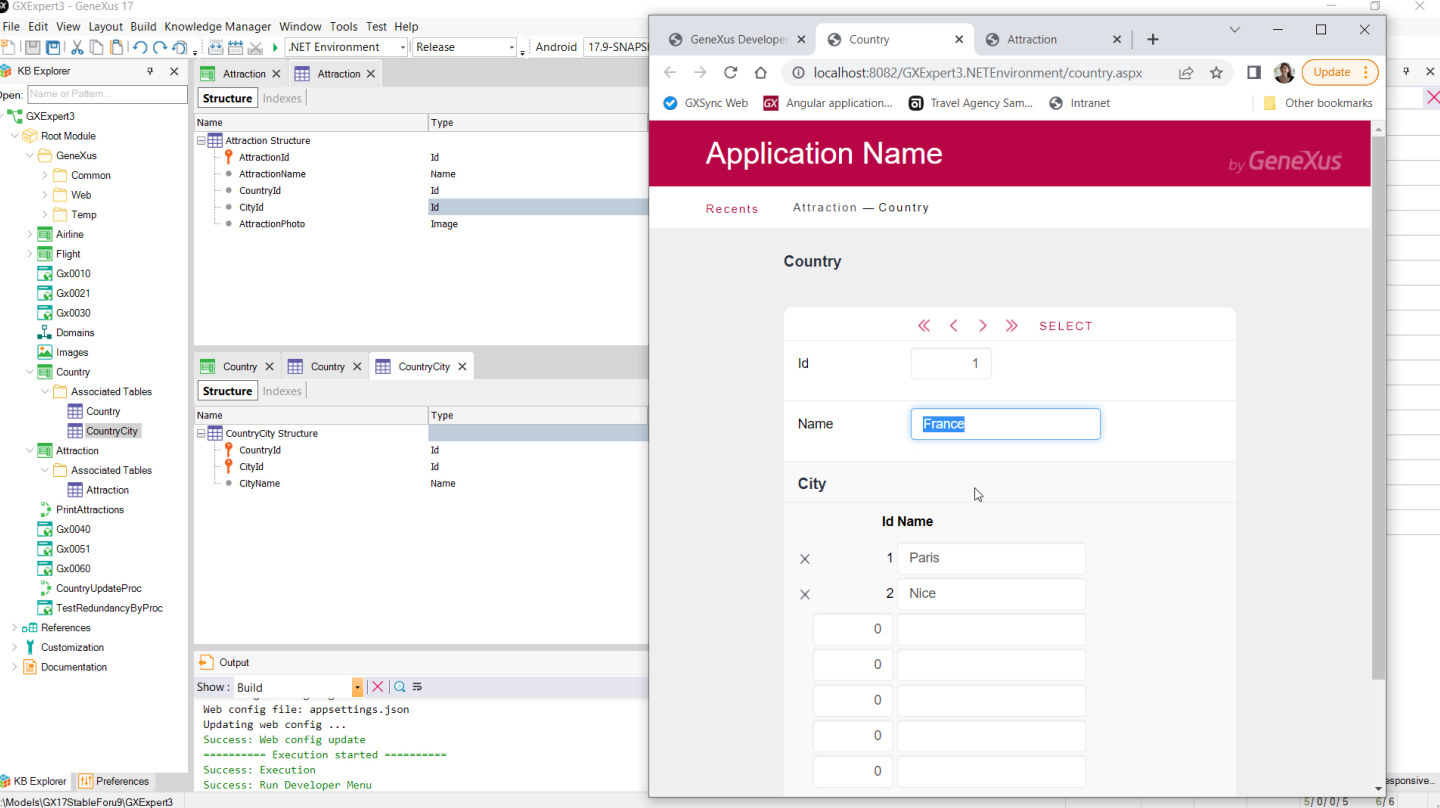 GXExpert3 - GeneXus 17
File Edit View Layout Build Knowledge Manager Window Tools Test Help
.NET Environment Release Android 17.9-SNAPS
KB Explorer
Open: Name or Pattern ...
GXExpert3
Root Module
GeneXus
Common
Web
Temp
Airline
Flight
Gx0010
Gx0021
Gx0030
Domains
Images
Country
Associated Tables
Country
CountryCity
Attraction
Associated Tables
Attraction
PrintAttractions
Gx0040
Gx0051
Gx0060
CountryUpdateProc
TestRedundancyByProc
References
Customization
Documentation
KB Explorer Preferences
:\Models\GX17StableForu9\GXExpert3
Attraction Attraction
Structure Indexes
Name Type
Attraction Structure
AttractionId Id
AttractionName Name
CountryId Id
CityId Id
AttractionPhoto Image
Country Country CountryCity
Structure Indexes
Name Type
CountryCity Structure
CountryId Id
CityId Id
CityName Name
Output
Show: Build
Web config file: appsettings.json
Updating web config ...
Success: Web config update
========== Execution started ==========
Success: Execution
Success: Run Developer Menu
GeneXus Developer Country Attraction
localhost:8082/GXExpert3.NETEnvironment/country.aspx Update
GXSync Web GX Angular application... Travel Agency Sam... Intranet Other bookmarks
Application Name
by GeneXus
Recents Attraction — Country
Country
SELECT
Id 1
Name France
City
Id Name
1 Paris
2 Nice
0
0
0
0
0
esponsive...
5/0/0/5 6/6